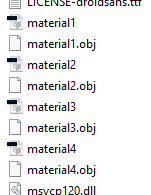 LICENSE-droidsans.ttf
material1
material1.obj
material2
material2.obj
material3
material3.obj
material4
material4.obj
msvcp120.dll